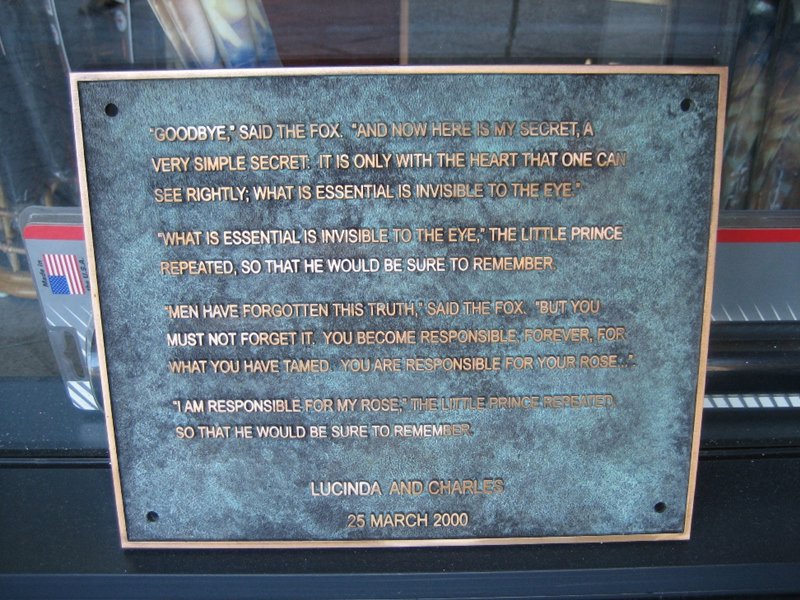 "GOODBYE," SAID THE FOX. "AND NOW HERE IS MY SECRET, A
VERY SIMPLE SECRET: IT IS ONLY WITH THE HEART THAT ONE CAN
SEE RIGHTLY; WHAT IS ESSENTIAL IS INVISIBLE TO THE EYE."
"WHAT IS ESSENTIAL IS INVISIBLE TO THE EYE," THE LITTLE PRINCE
REPEATED, SO THAT HE WOULD BE SURE TO REMEMBER.
"MEN HAVE FORGOTTEN THIS TRUTH," SAID THE FOX. "BUT YOU
MUST NOT FORGET IT. YOU BECOME RESPONSIBLE, FOREVER, FOR
WHAT YOU HAVE TAMED. YOU ARE RESPONSIBLE FOR YOUR ROSE..."
"I AM RESPONSIBLE FOR MY ROSE," THE LITTLE PRINCE REPEATED
SO THAT HE WOULD BE SURE TO REMEMBER.
LUCINDA AND CHARLES
25 MARCH 2000
Made in
the U.S.A.